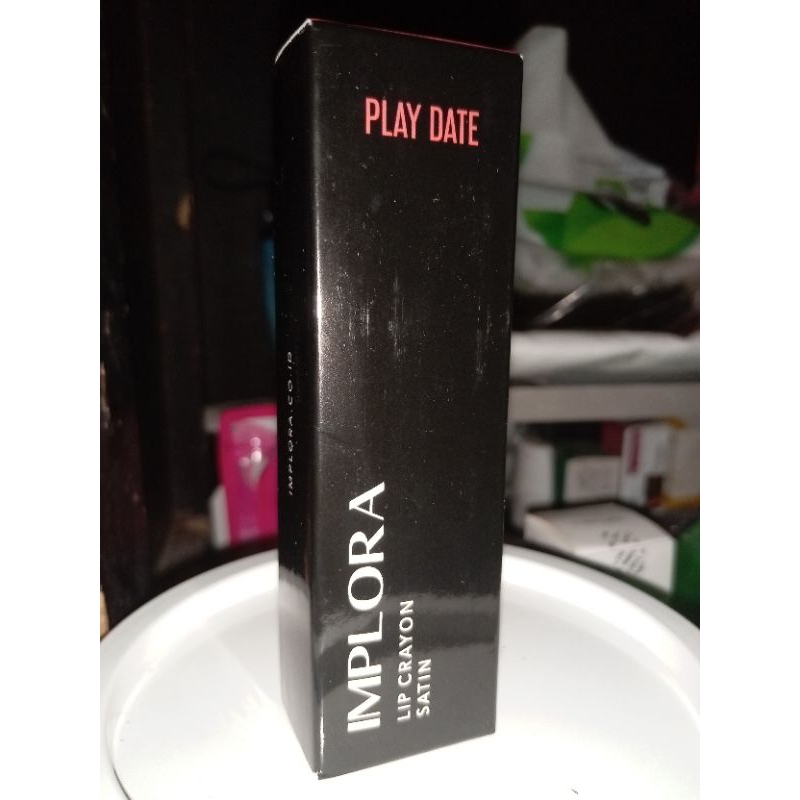 PLAY DATE
IMPLORA
LIP CRAYON
SATIN
IMPLORA.CO.ID